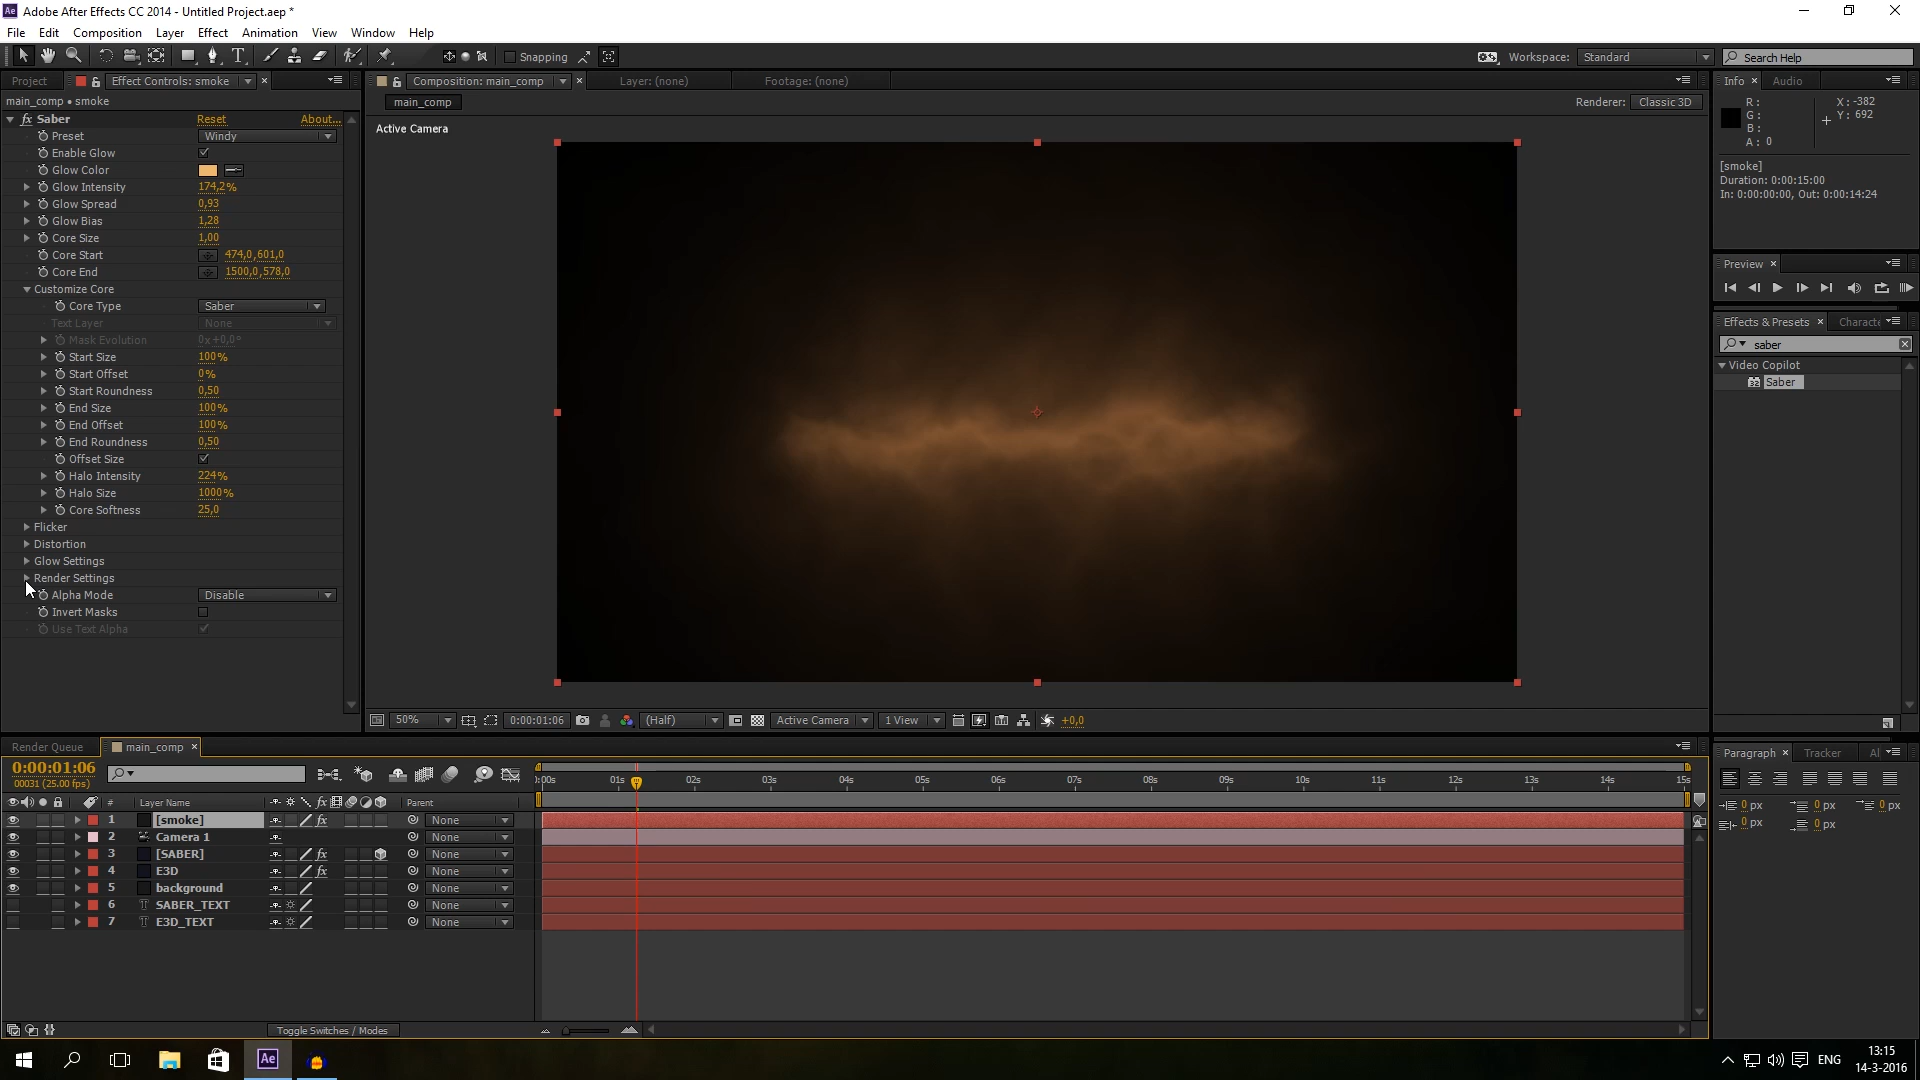 Adobe After Effects CC 2014 - Untitled Project.aep *
File Edit Composition Layer Effect Animation View Window Help
Snapping
Workspace: Standard
Search Help
Project
Effect Controls: smoke
Composition: main_comp
Layer: (none)
Footage: (none)
Info
Audio
main_comp • smoke
main_comp
Renderer: Classic 3D
Active Camera
R:
G:
B:
A: 0
X: -382
Y: 692
[smoke]
Duration: 0:00:15:00
In: 0:00:00:00, Out: 0:00:14:24
fx Saber Reset About...
Preset Windy
Enable Glow
Glow Color
Glow Intensity 174,2%
Glow Spread 0,93
Glow Bias 1,28
Core Size 1,00
Core Start 474,0,601,0
Core End 1500,0,578,0
Customize Core
Core Type Saber
Text Layer None
Mask Evolution 0x+0,0°
Start Size 100%
Start Offset 0%
Start Roundness 0,50
End Size 100%
End Offset 100%
End Roundness 0,50
Offset Size
Halo Intensity 224%
Halo Size 1000%
Core Softness 25,0
Flicker
Distortion
Glow Settings
Render Settings
Alpha Mode Disable
Invert Masks
Use Text Alpha
Preview
Effects & Presets
Characte
saber
Video Copilot
32 Saber
50%
0:00:01:06
(Half)
Active Camera
1 View
+0,0
Render Queue
main_comp
0:00:01:06
00031 (25.00 fps)
:00s 01s 02s 03s 04s 05s 06s 07s 08s 09s 10s 11s 12s 13s 14s 15s
# Layer Name fx Parent
1 [smoke] fx None
2 Camera 1 None
3 [SABER] fx None
4 E3D fx None
5 background None
6 T SABER_TEXT None
7 T E3D_TEXT None
Toggle Switches / Modes
Paragraph
Tracker
Al
0 px 0 px 0 px
0 px 0 px
Ae
ENG
13:15
14-3-2016